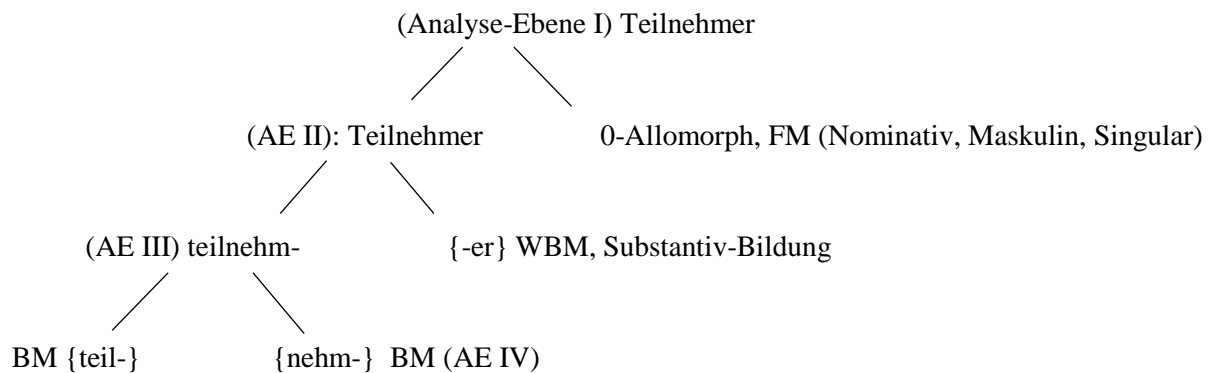 (Analyse-Ebene I) Teilnehmer
(AE II): Teilnehmer 0-Allomorph, FM (Nominativ, Maskulin, Singular)
(AE III) teilnehm- {-er} WBM, Substantiv-Bildung
BM {teil-} {nehm-} BM (AE IV)